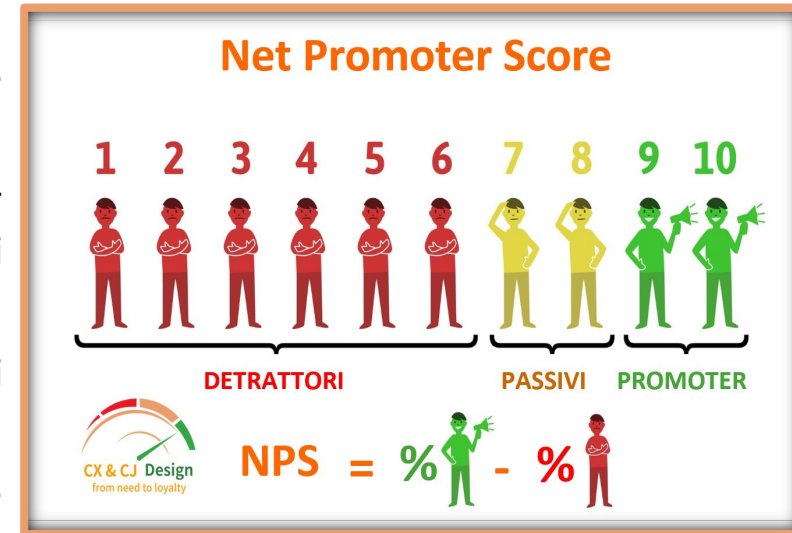 Net Promoter Score
1 2 3 4 5 6 7 8 9 10
DETRATTORI PASSIVI PROMOTER
CX & CJ Design
from need to loyalty
NPS = % - %